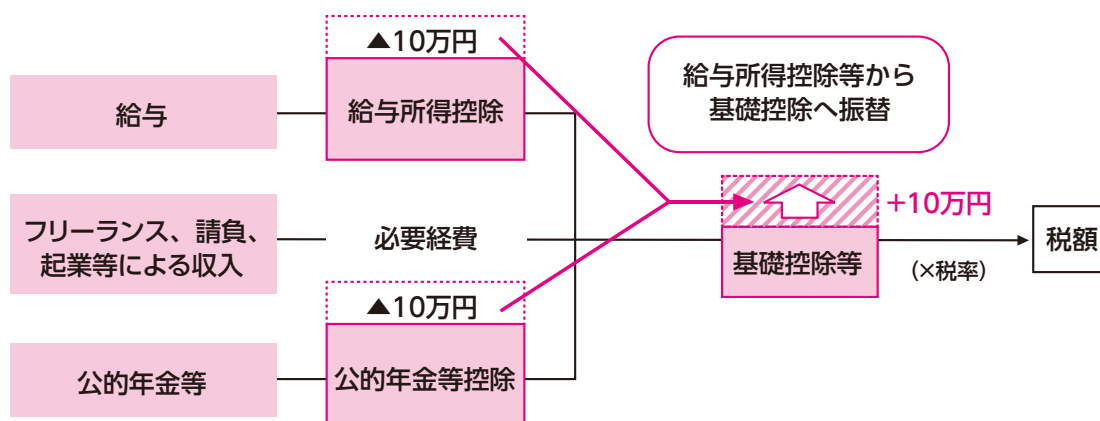 ▲10万円
給与
給与所得控除
給与所得控除等から
基礎控除へ振替
フリーランス、請負、
起業等による収入
必要経費
+10万円
基礎控除等
(×税率)
税額
▲10万円
公的年金等
公的年金等控除